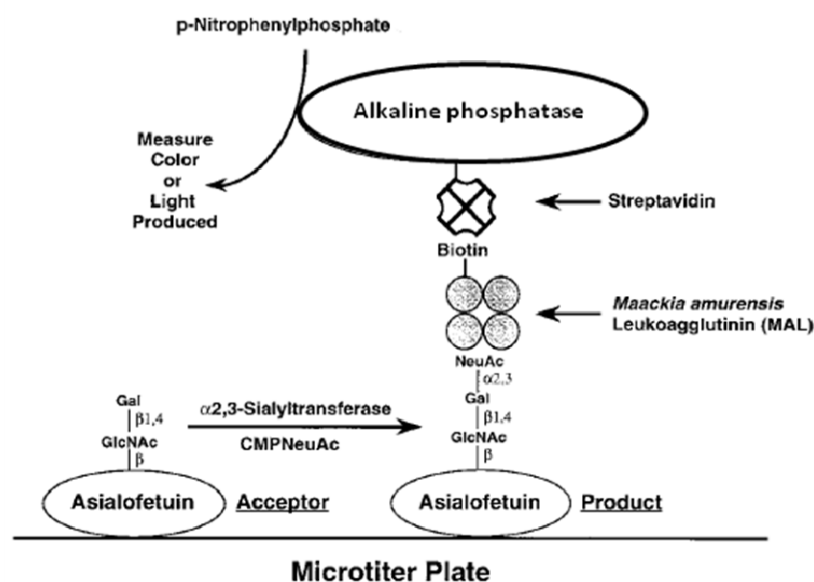 p-Nitrophenylphosphate
Alkaline phosphatase
Measure
Color
or
Light
Produced
Streptavidin
Biotin
Maackia amurensis
Leukoagglutinin (MAL)
NeuAc
α2,3
Gal
β1,4
GlcNAc
β
Gal
β1,4
GlcNAc
β
α2,3-Sialyltransferase
CMPNeuAc
Asialofetuin
Acceptor
Asialofetuin
Product
Microtiter Plate